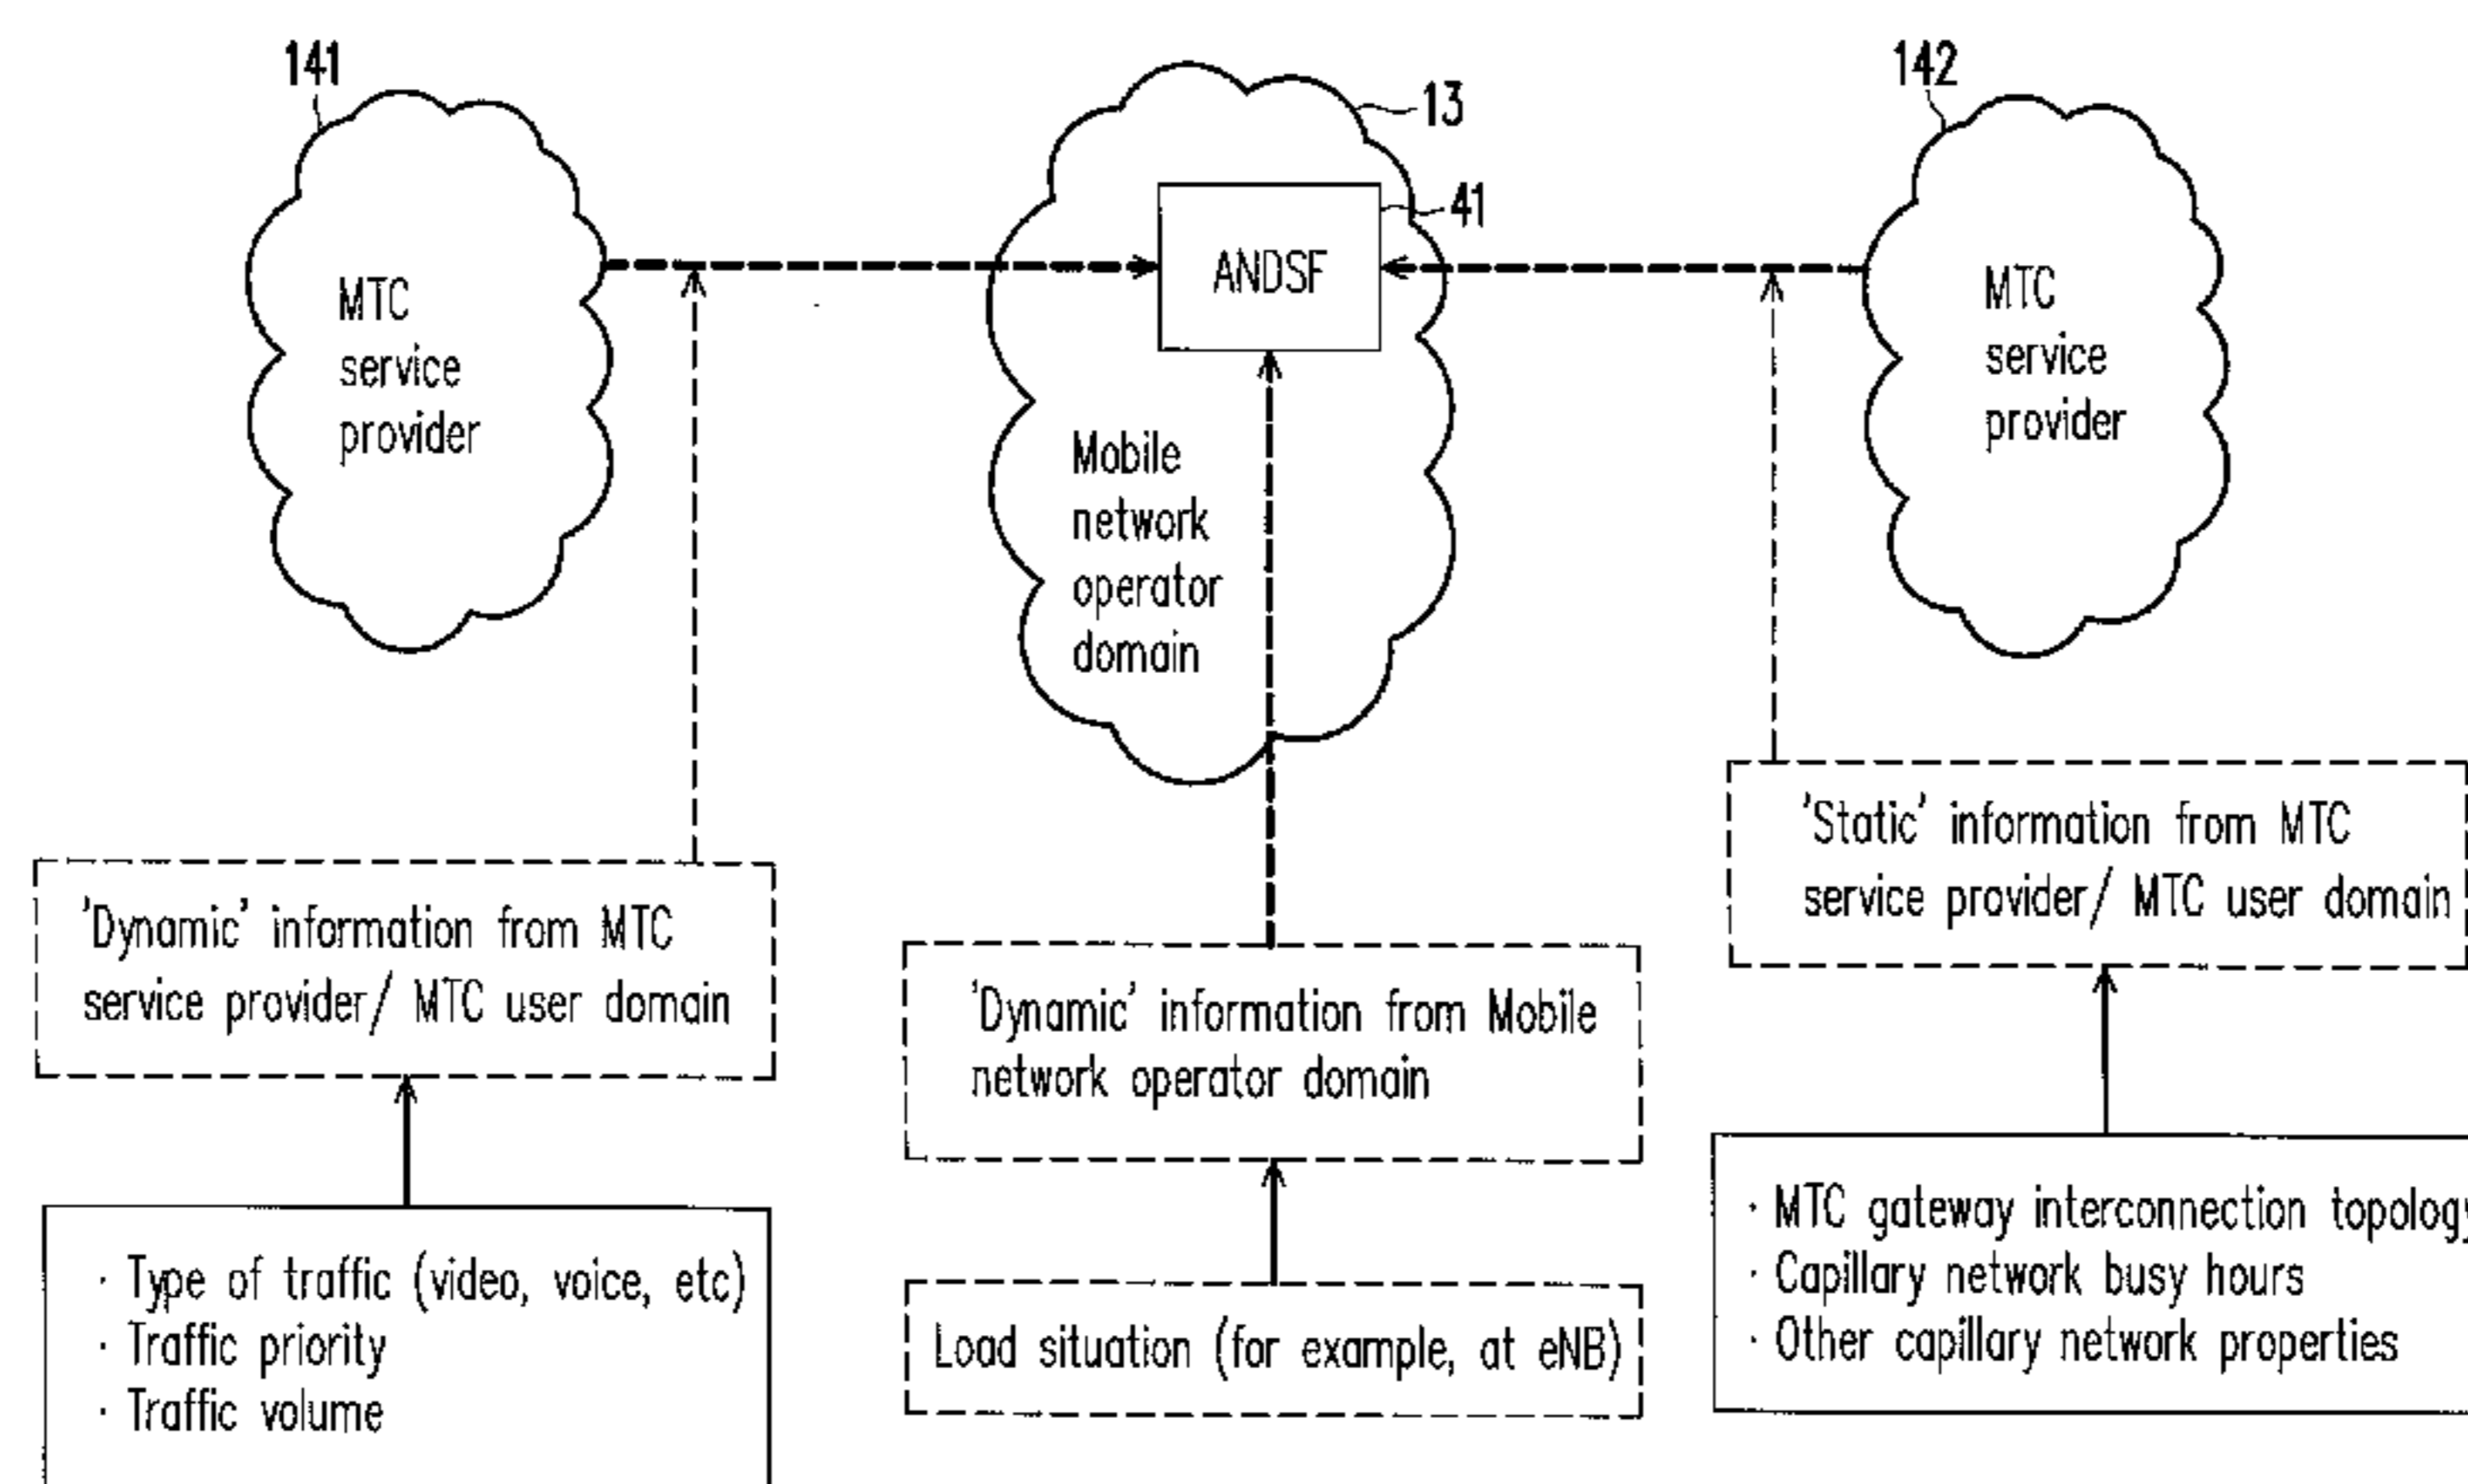 141
13
142
41
ANDSF
MTC
service
provider
Mobile
network
operator
domain
MTC
service
provider
'Dynamic' information from MTC
service provider/ MTC user domain
'Dynamic' information from Mobile
network operator domain
'Static' information from MTC
service provider/ MTC user domain
· Type of traffic (video, voice, etc)
· Traffic priority
· Traffic volume
Load situation (for example, at eNB)
· MTC gateway interconnection topology
· Capillary network busy hours
· Other capillary network properties